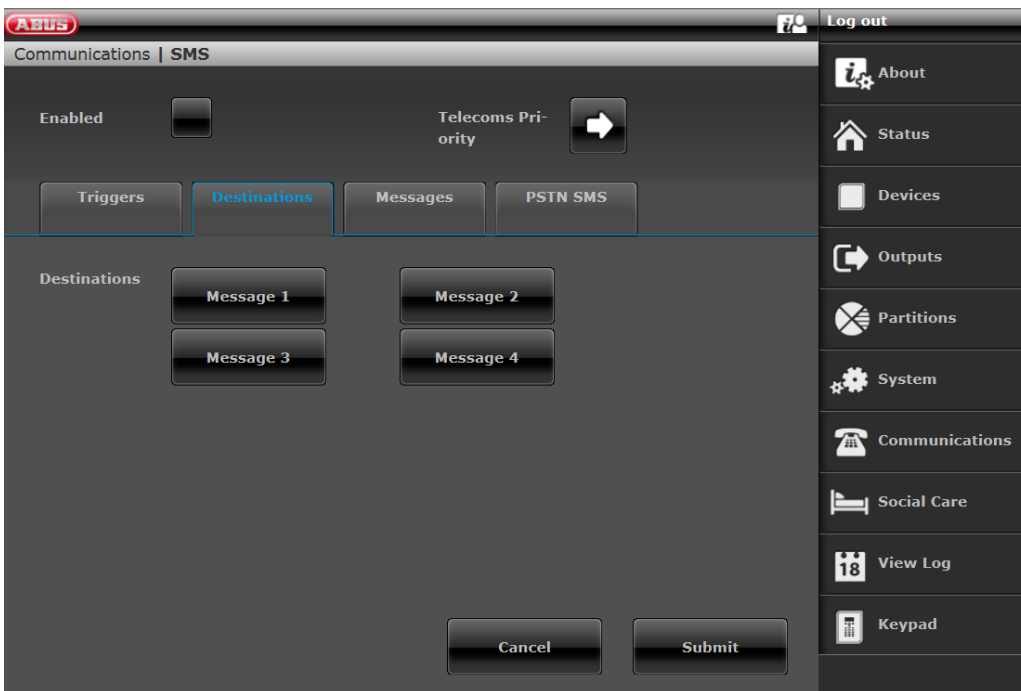 ABUS
Log out
Communications | SMS
About
Enabled
Telecoms Pri-
ority
Status
Triggers
Destinations
Messages
PSTN SMS
Devices
Outputs
Destinations
Message 1
Message 2
Partitions
Message 3
Message 4
System
Communications
Social Care
18
View Log
Keypad
Cancel
Submit